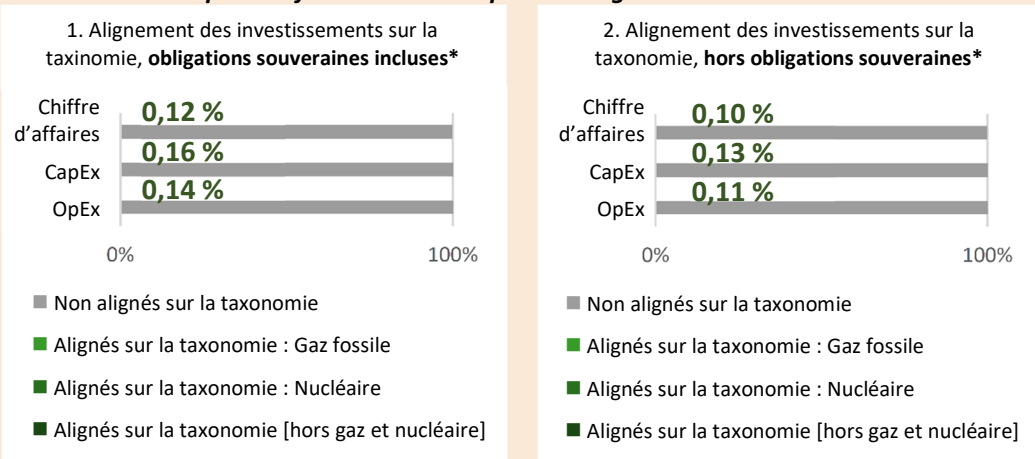 1. Alignement des investissements sur la
taxinomie, obligations souveraines incluses*
Chiffre
d'affaires
0,12 %
CapEx
0,16 %
OpEx
0,14 %
0%
100%
Non alignés sur la taxonomie
Alignés sur la taxonomie : Gaz fossile
Alignés sur la taxonomie : Nucléaire
Alignés sur la taxonomie [hors gaz et nucléaire]
2. Alignement des investissements sur la
taxonomie, hors obligations souveraines*
Chiffre
d'affaires
0,10 %
CapEx
0,13 %
OpEx
0,11 %
0%
100%
Non alignés sur la taxonomie
Alignés sur la taxonomie : Gaz fossile
Alignés sur la taxonomie : Nucléaire
Alignés sur la taxonomie [hors gaz et nucléaire]